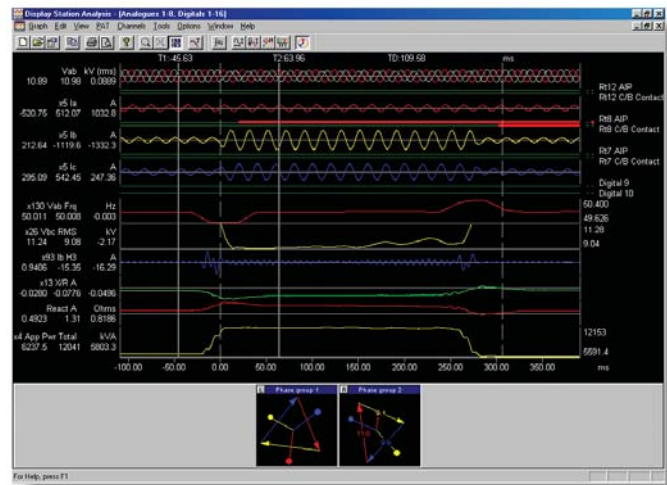 Display Station Analysis - [Analogues 1-8, Digitals 1-16]
Graph Edit View PAT Channels Tools Options Window Help
T1:-45.63 T2:63.96 TD:109.58 ms
Vab kV (rms)
10.89 10.98 0.0889
x5 Ia A
-520.75 512.07 1032.8
x5 Ib A
212.64 -1119.6 -1332.3
x5 Ic A
295.09 542.45 247.36
Rt12 AIP
Rt12 C/B Contact
Rt8 AIP
Rt8 C/B Contact
Rt7 AIP
Rt7 C/B Contact
Digital 9
Digital 10
x130 Vab Frq Hz
50.011 50.008 -0.003
50.400
49.626
x26 Vbc RMS kV
11.24 9.08 -2.17
11.28
9.04
x93 Ib H3 A
0.9406 -15.35 -16.29
x13 X/R A
-0.0280 -0.0776 -0.0496
React A Ohms
0.4923 1.31 0.8186
x4 App Pwr Total kVA
6237.5 12041 5803.3
12153
5591.4
-100.00 -50.00 0.00 50.00 100.00 150.00 200.00 250.00 300.00 350.00 ms
L Phase group 1
R Phase group 2
For Help, press F1